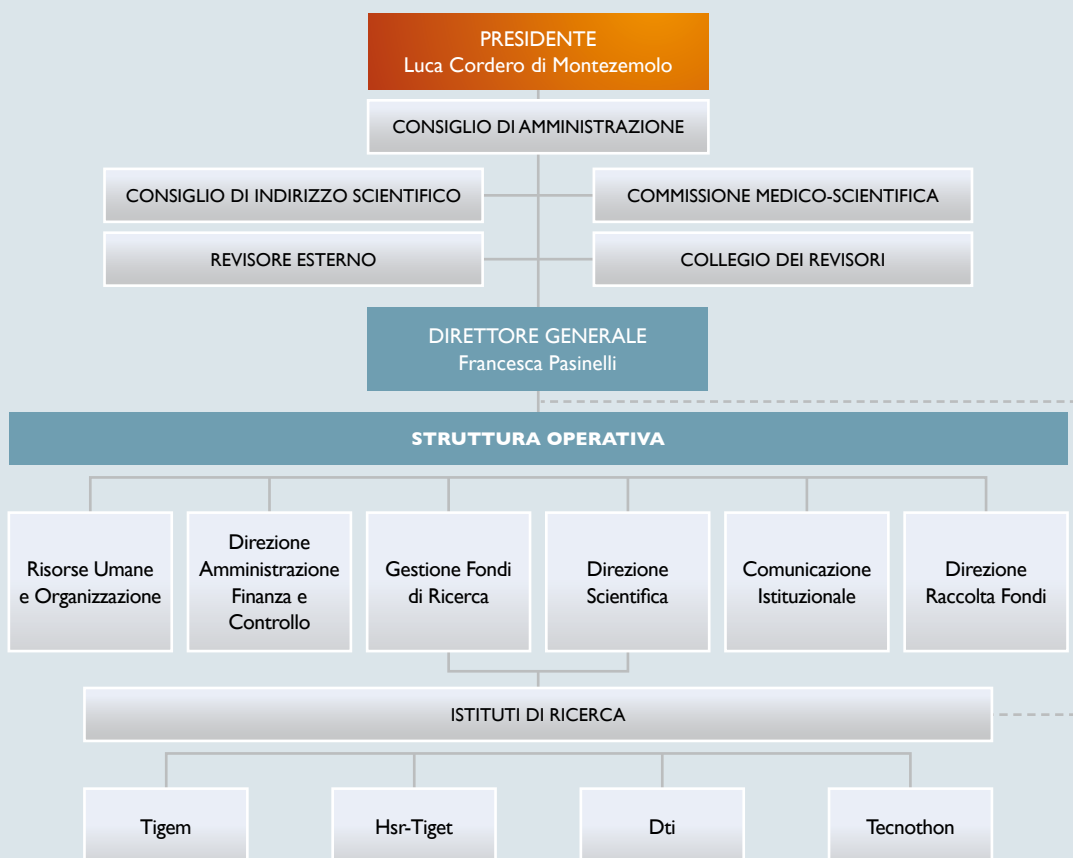 PRESIDENTE
Luca Cordero di Montezemolo
CONSIGLIO DI AMMINISTRAZIONE
CONSIGLIO DI INDIRIZZO SCIENTIFICO
COMMISSIONE MEDICO-SCIENTIFICA
REVISORE ESTERNO
COLLEGIO DEI REVISORI
DIRETTORE GENERALE
Francesca Pasinelli
STRUTTURA OPERATIVA
Risorse Umane
e Organizzazione
Direzione
Amministrazione
Finanza e
Controllo
Gestione Fondi
di Ricerca
Direzione
Scientifica
Comunicazione
Istituzionale
Direzione
Raccolta Fondi
ISTITUTI DI RICERCA
Tigem
Hsr-Tiget
Dti
Tecnothon